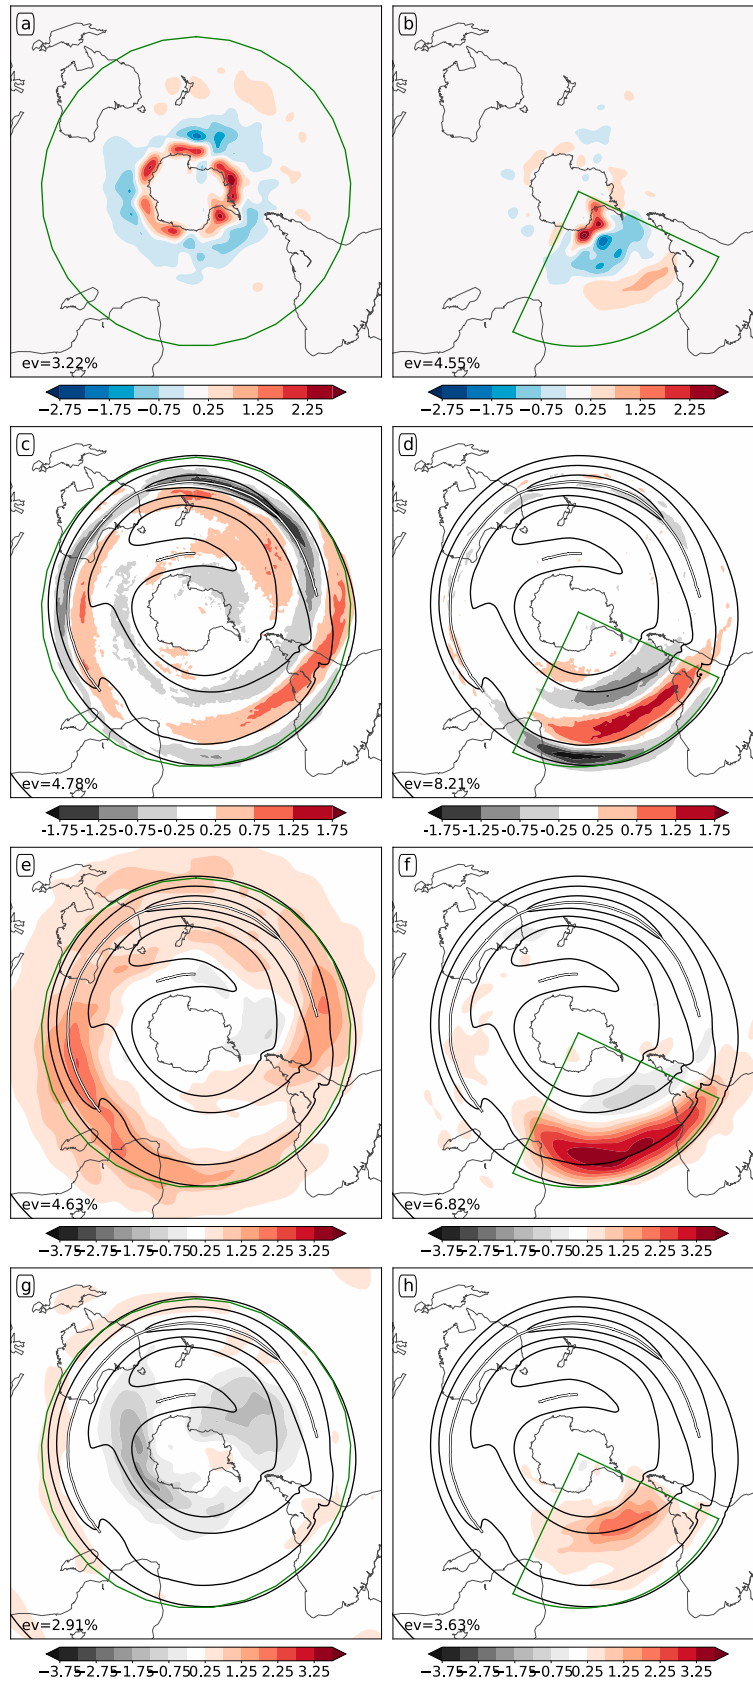 a
b
ev=3.22%
ev=4.55%
−2.75 −1.75 −0.75 0.25 1.25 2.25
−2.75 −1.75 −0.75 0.25 1.25 2.25
c
d
ev=4.78%
ev=8.21%
-1.75 -1.25 -0.75 -0.25 0.25 0.75 1.25 1.75
-1.75 -1.25 -0.75 -0.25 0.25 0.75 1.25 1.75
e
f
ev=4.63%
ev=6.82%
−3.75 −2.75 −1.75 −0.75 0.25 1.25 2.25 3.25
−3.75 −2.75 −1.75 −0.75 0.25 1.25 2.25 3.25
g
h
ev=2.91%
ev=3.63%
−3.75 −2.75 −1.75 −0.75 0.25 1.25 2.25 3.25
−3.75 −2.75 −1.75 −0.75 0.25 1.25 2.25 3.25